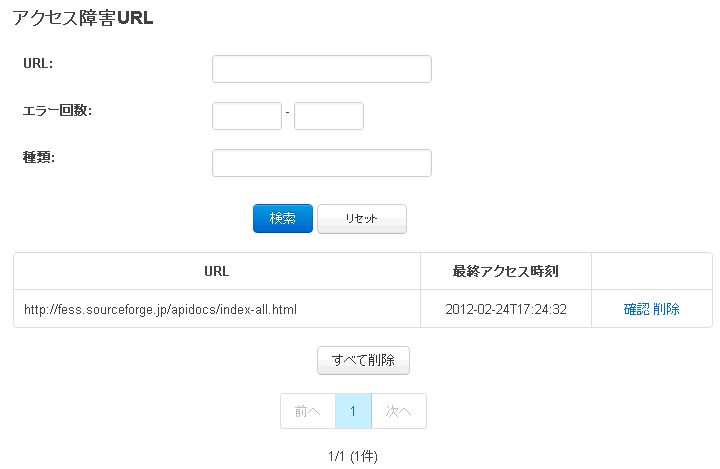 アクセス障害URL
URL:
エラー回数:
-
種類:
検索 リセット
URL 最終アクセス時刻
http://fess.sourceforge.jp/apidocs/index-all.html 2012-02-24T17:24:32 確認 削除
すべて削除
前へ 1 次へ
1/1 (1件)